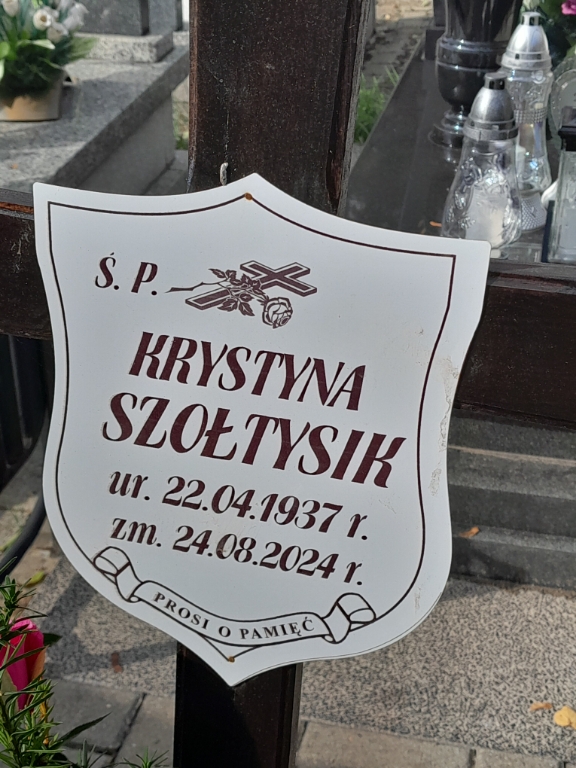 Ś. P.
KRYSTYNA
SZOŁTYSIK
ur. 22.04.1937 r.
zm. 24.08.2024 r.
PROSI O PAMIĘĆ